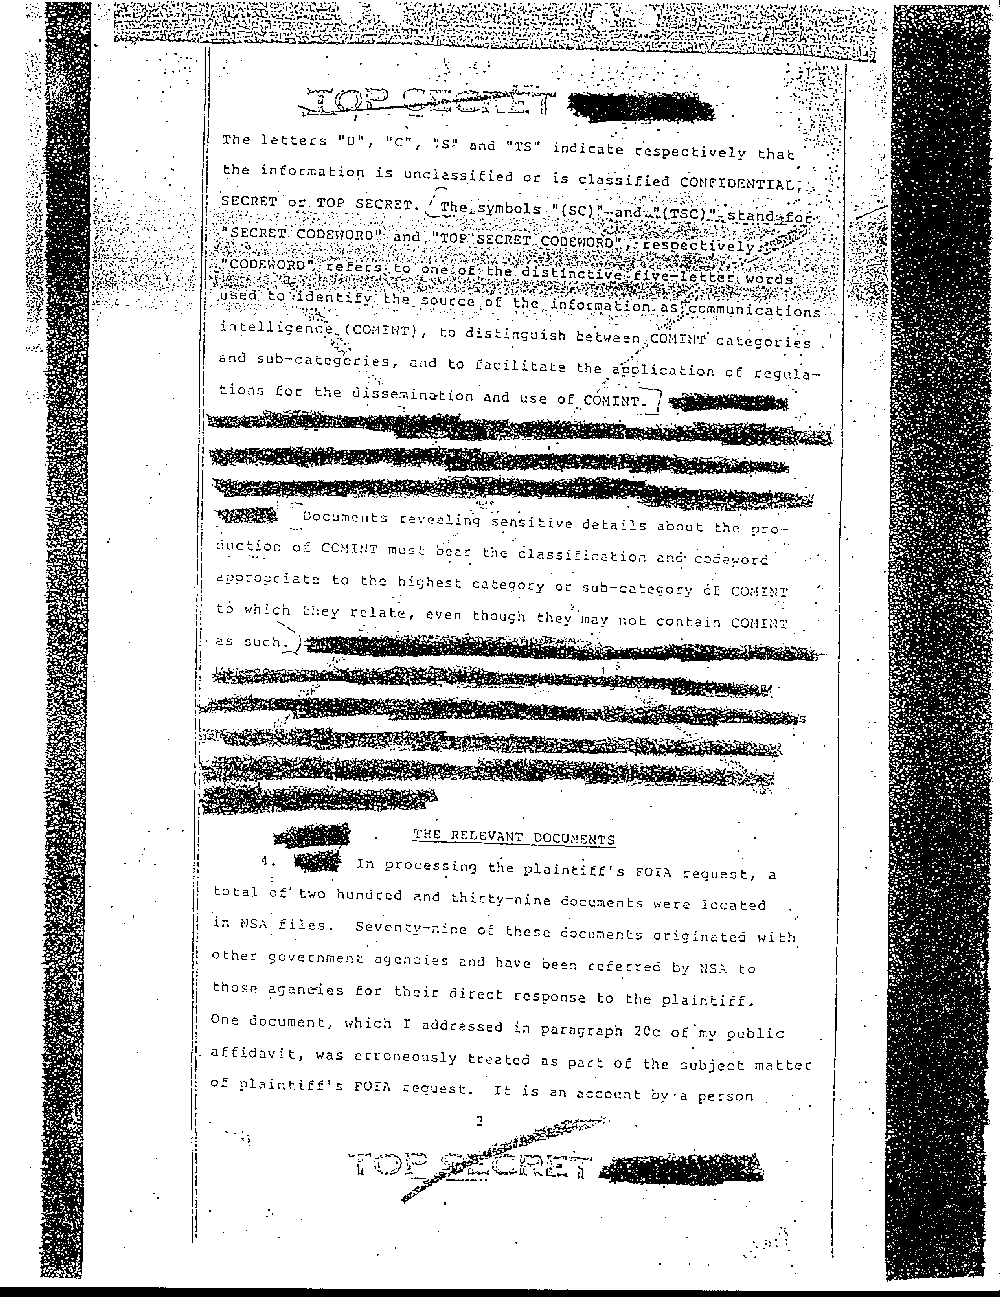 TOP SECRET
The letters "U", "C", "S" and "TS" indicate respectively that
the information is unclassified or is classified CONFIDENTIAL,
SECRET or TOP SECRET. (The symbols "(SC)" and "(TSC)" stand for
"SECRET CODEWORD" and "TOP SECRET CODEWORD", respectively.
"CODEWORD" refers to one of the distinctive five-letter words
used to identify the source of the information as communications
intelligence (COMINT), to distinguish between COMINT categories
and sub-categories, and to facilitate the application of regula-
tions for the dissemination and use of COMINT.)
Documents revealing sensitive details about the pro-
duction of COMINT must bear the classification and codeword
appropriate to the highest category or sub-category of COMINT
to which they relate, even though they may not contain COMINT
as such.)
THE RELEVANT DOCUMENTS
4. In processing the plaintiff's FOIA request, a
total of two hundred and thirty-nine documents were located
in NSA files. Seventy-nine of these documents originated with
other government agencies and have been referred by NSA to
those agencies for their direct response to the plaintiff.
One document, which I addressed in paragraph 20c of my public
affidavit, was erroneously treated as part of the subject matter
of plaintiff's FOIA request. It is an account by a person
2
TOP SECRET